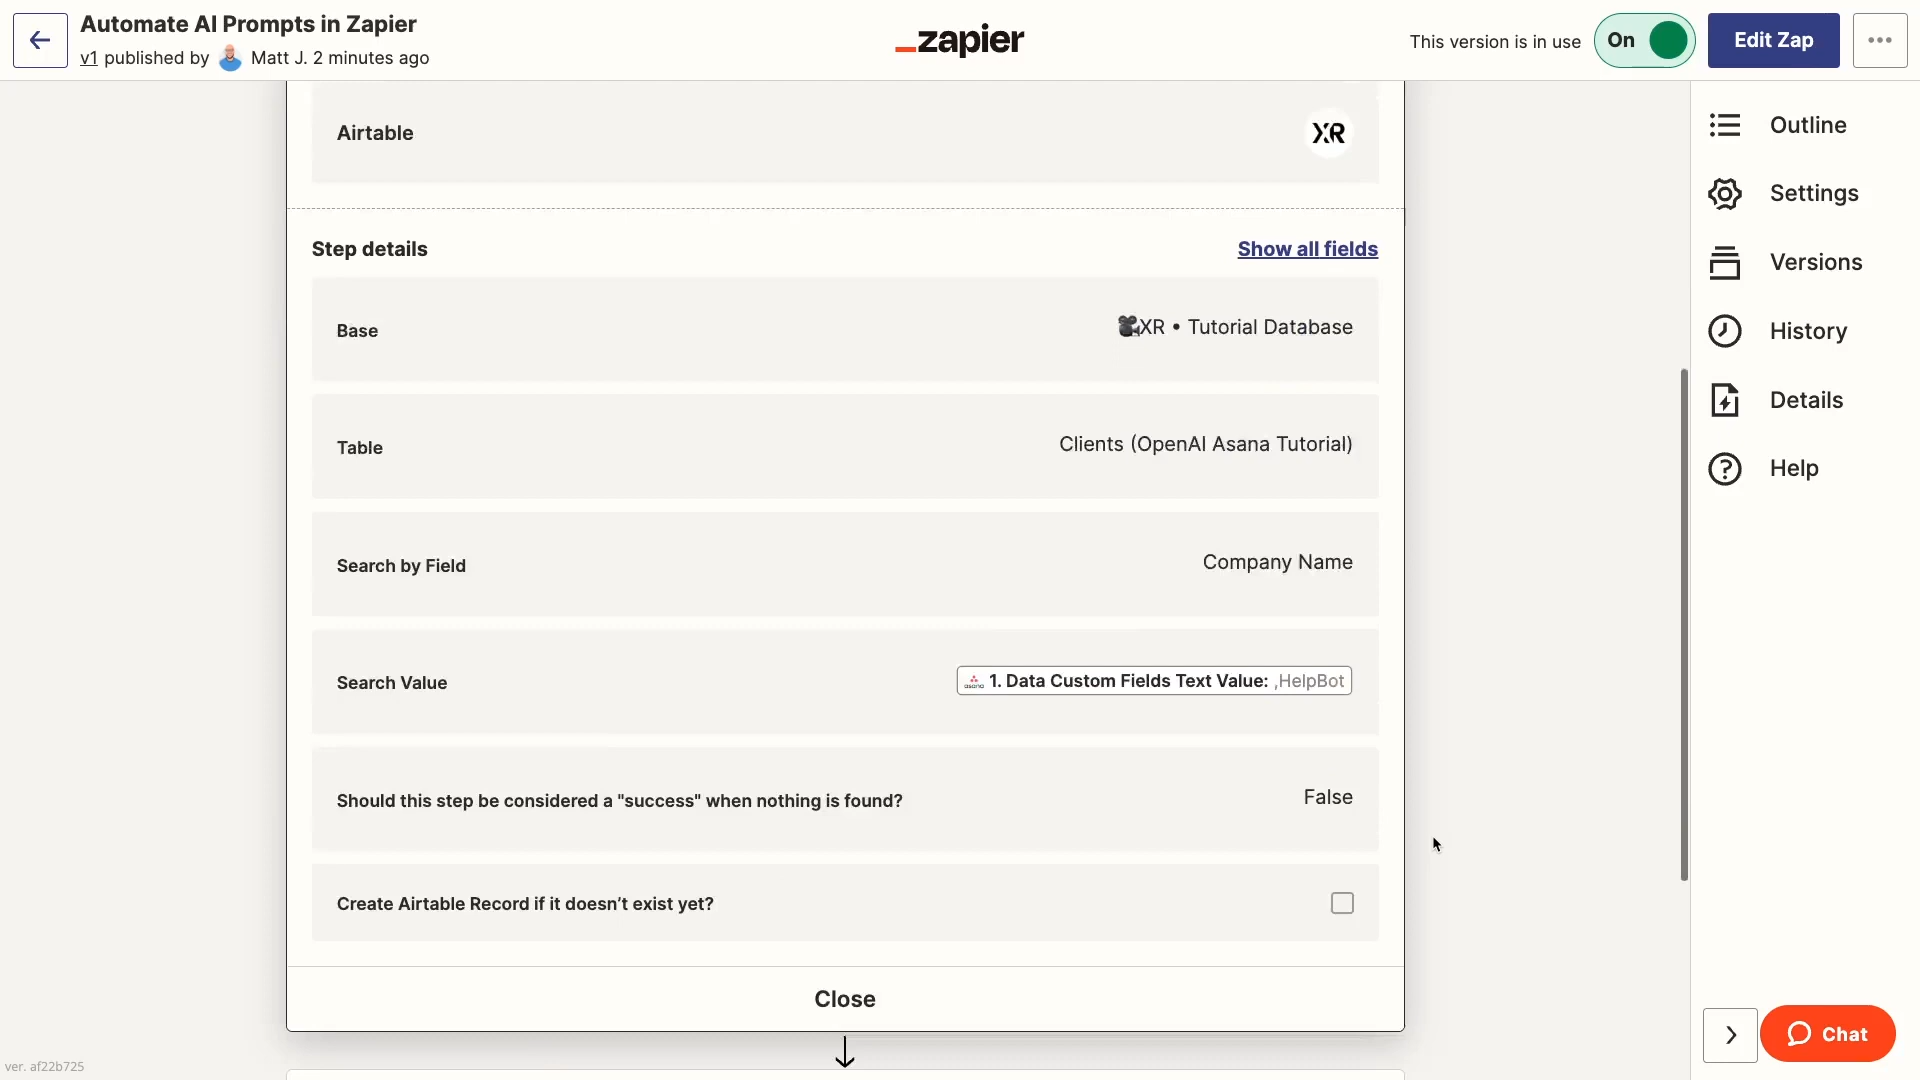 Automate AI Prompts in Zapier
v1 published by Matt J. 2 minutes ago
_zapier
This version is in use
On
Edit Zap
Airtable
XR
Step details
Show all fields
Base
XR • Tutorial Database
Table
Clients (OpenAI Asana Tutorial)
Search by Field
Company Name
Search Value
asana 1. Data Custom Fields Text Value: ,HelpBot
Should this step be considered a "success" when nothing is found?
False
Create Airtable Record if it doesn’t exist yet?
Close
Outline
Settings
Versions
History
Details
Help
Chat
ver. af22b725